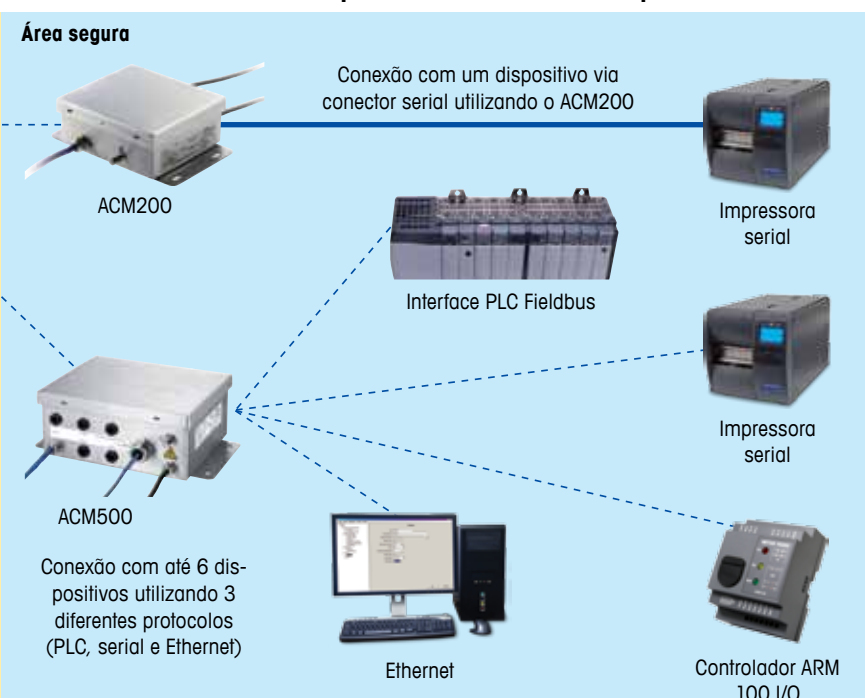 Área segura
Conexão com um dispositivo via
conector serial utilizando o ACM200
ACM200
Impressora
serial
Interface PLC Fieldbus
Impressora
serial
ACM500
Conexão com até 6 dis-
positivos utilizando 3
diferentes protocolos
(PLC, serial e Ethernet)
Ethernet
Controlador ARM
100 I/O